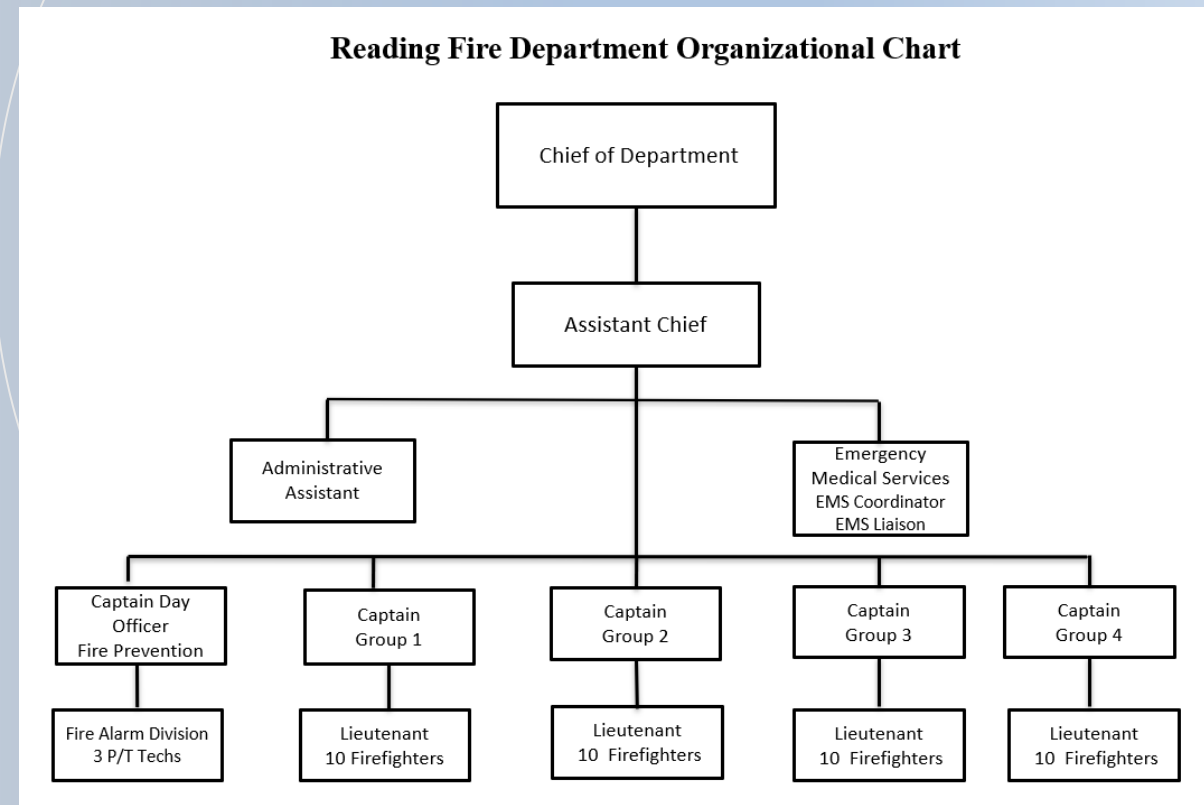 Reading Fire Department Organizational Chart
Chief of Department
Assistant Chief
Administrative
Assistant
Emergency
Medical Services
EMS Coordinator
EMS Liaison
Captain Day
Officer
Fire Prevention
Captain
Group 1
Captain
Group 2
Captain
Group 3
Captain
Group 4
Fire Alarm Division
3 P/T Techs
Lieutenant
10 Firefighters
Lieutenant
10 Firefighters
Lieutenant
10 Firefighters
Lieutenant
10 Firefighters